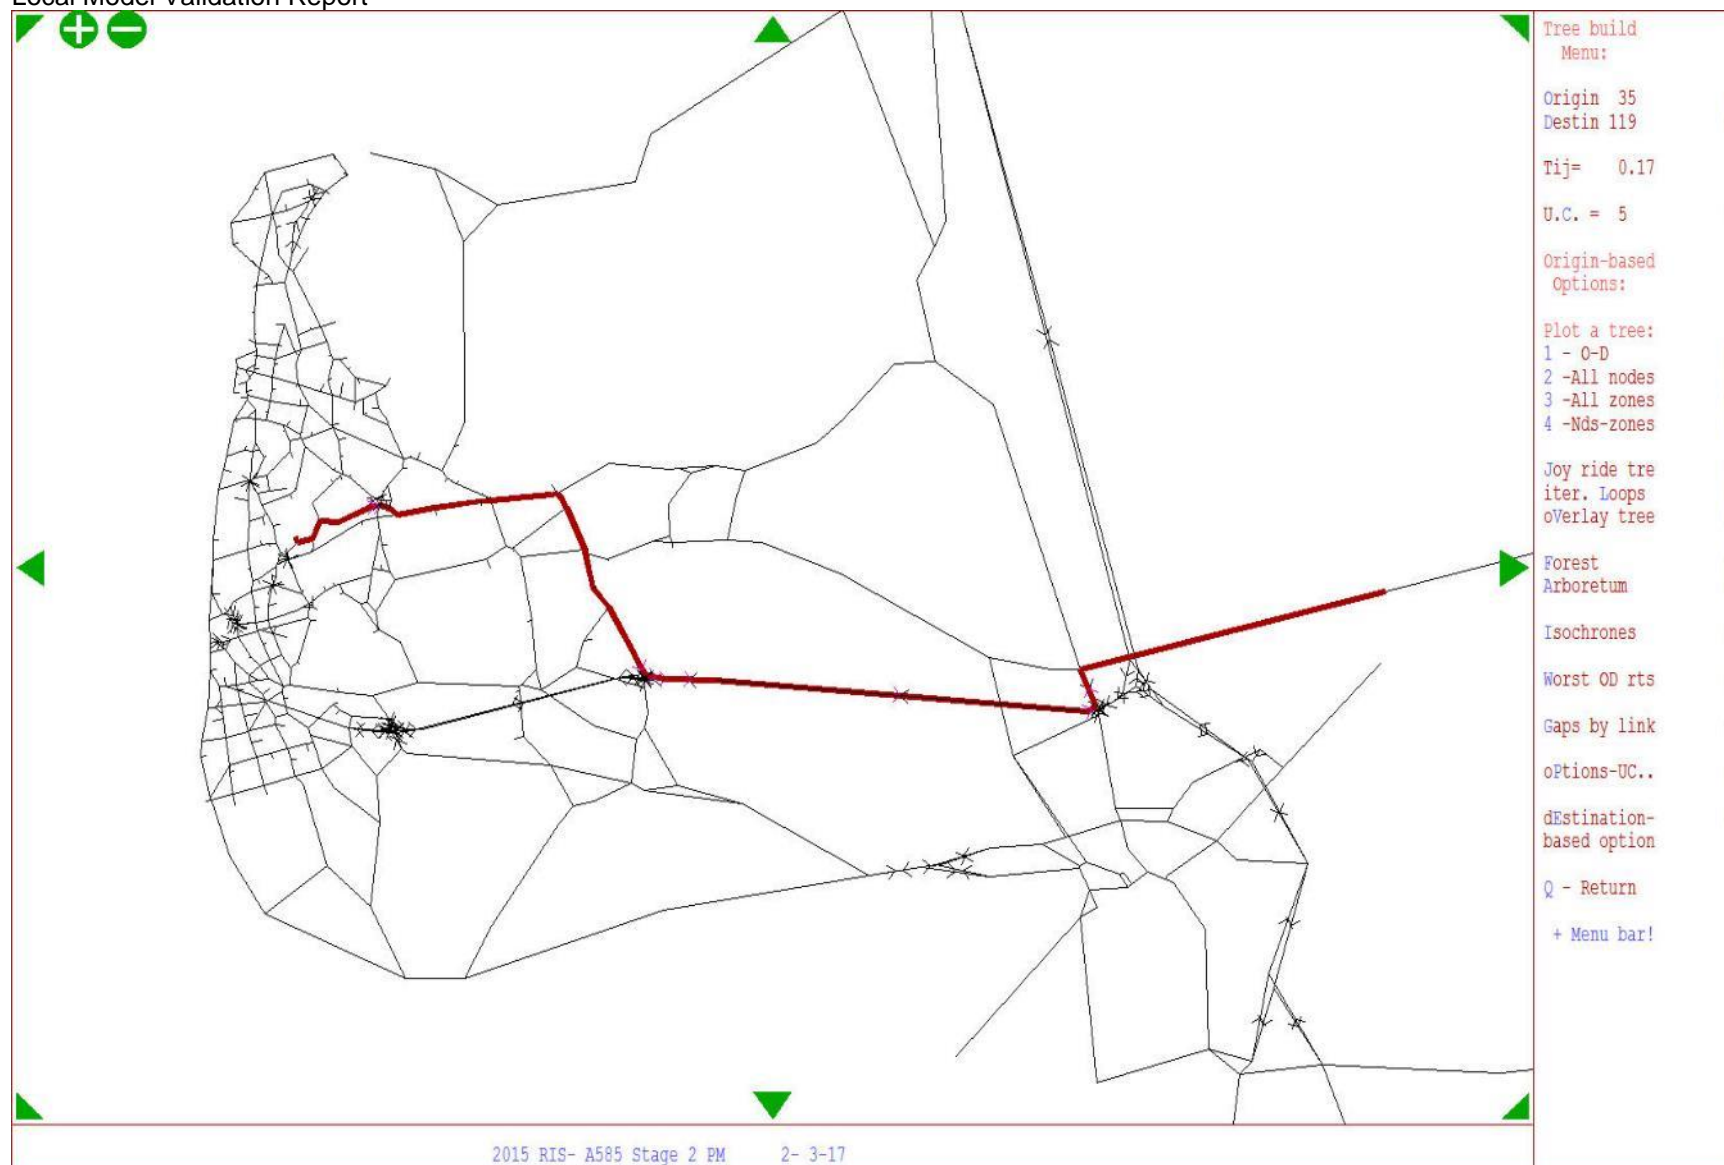 Local Model Validation Report
Tree build
Menu:
Origin 35
Destin 119
Tij= 0.17
U.C. = 5
Origin-based
Options:
Plot a tree:
1 - O-D
2 -All nodes
3 -All zones
4 -Nds-zones
Joy ride tre
iter. Loops
oVerlay tree
Forest
Arboretum
Isochrones
Worst OD rts
Gaps by link
oPtions-UC..
dEstination-
based option
Q - Return
+ Menu bar!
2015 RIS- A585 Stage 2 PM 2- 3-17